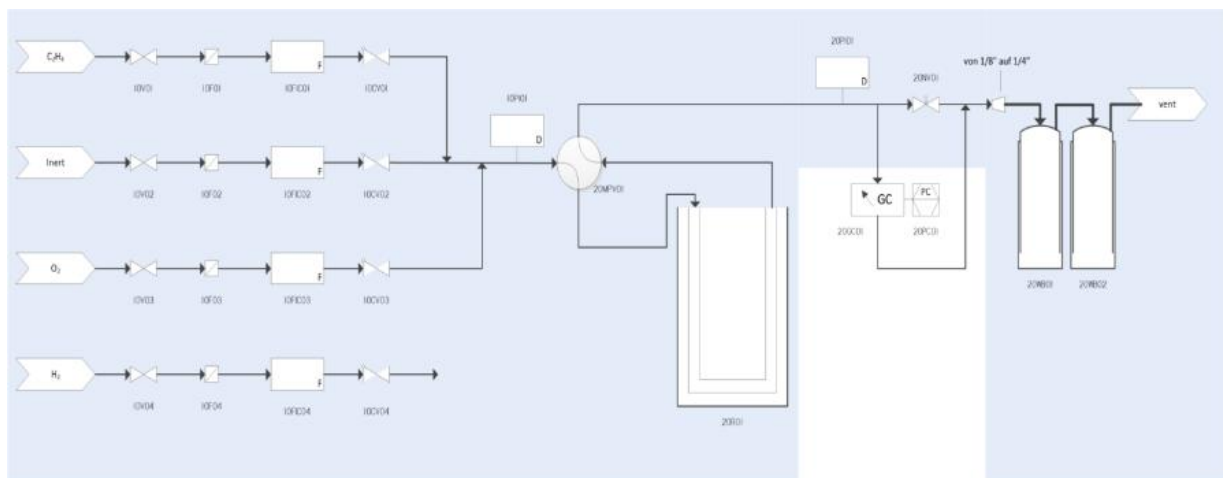 C₂H₄
10V01
10F01
F
10FIC01
10CV01
Inert
10V02
10F02
F
10FIC02
10CV02
10PI01
D
20MPV01
O₂
10V03
10F03
F
10FIC03
10CV03
H₂
10V04
10F04
F
10FIC04
10CV04
20R01
20PI01
D
20NV01
von 1/8" auf 1/4"
vent
GC
PC
20GC01
20PC01
20WB01
20WB02